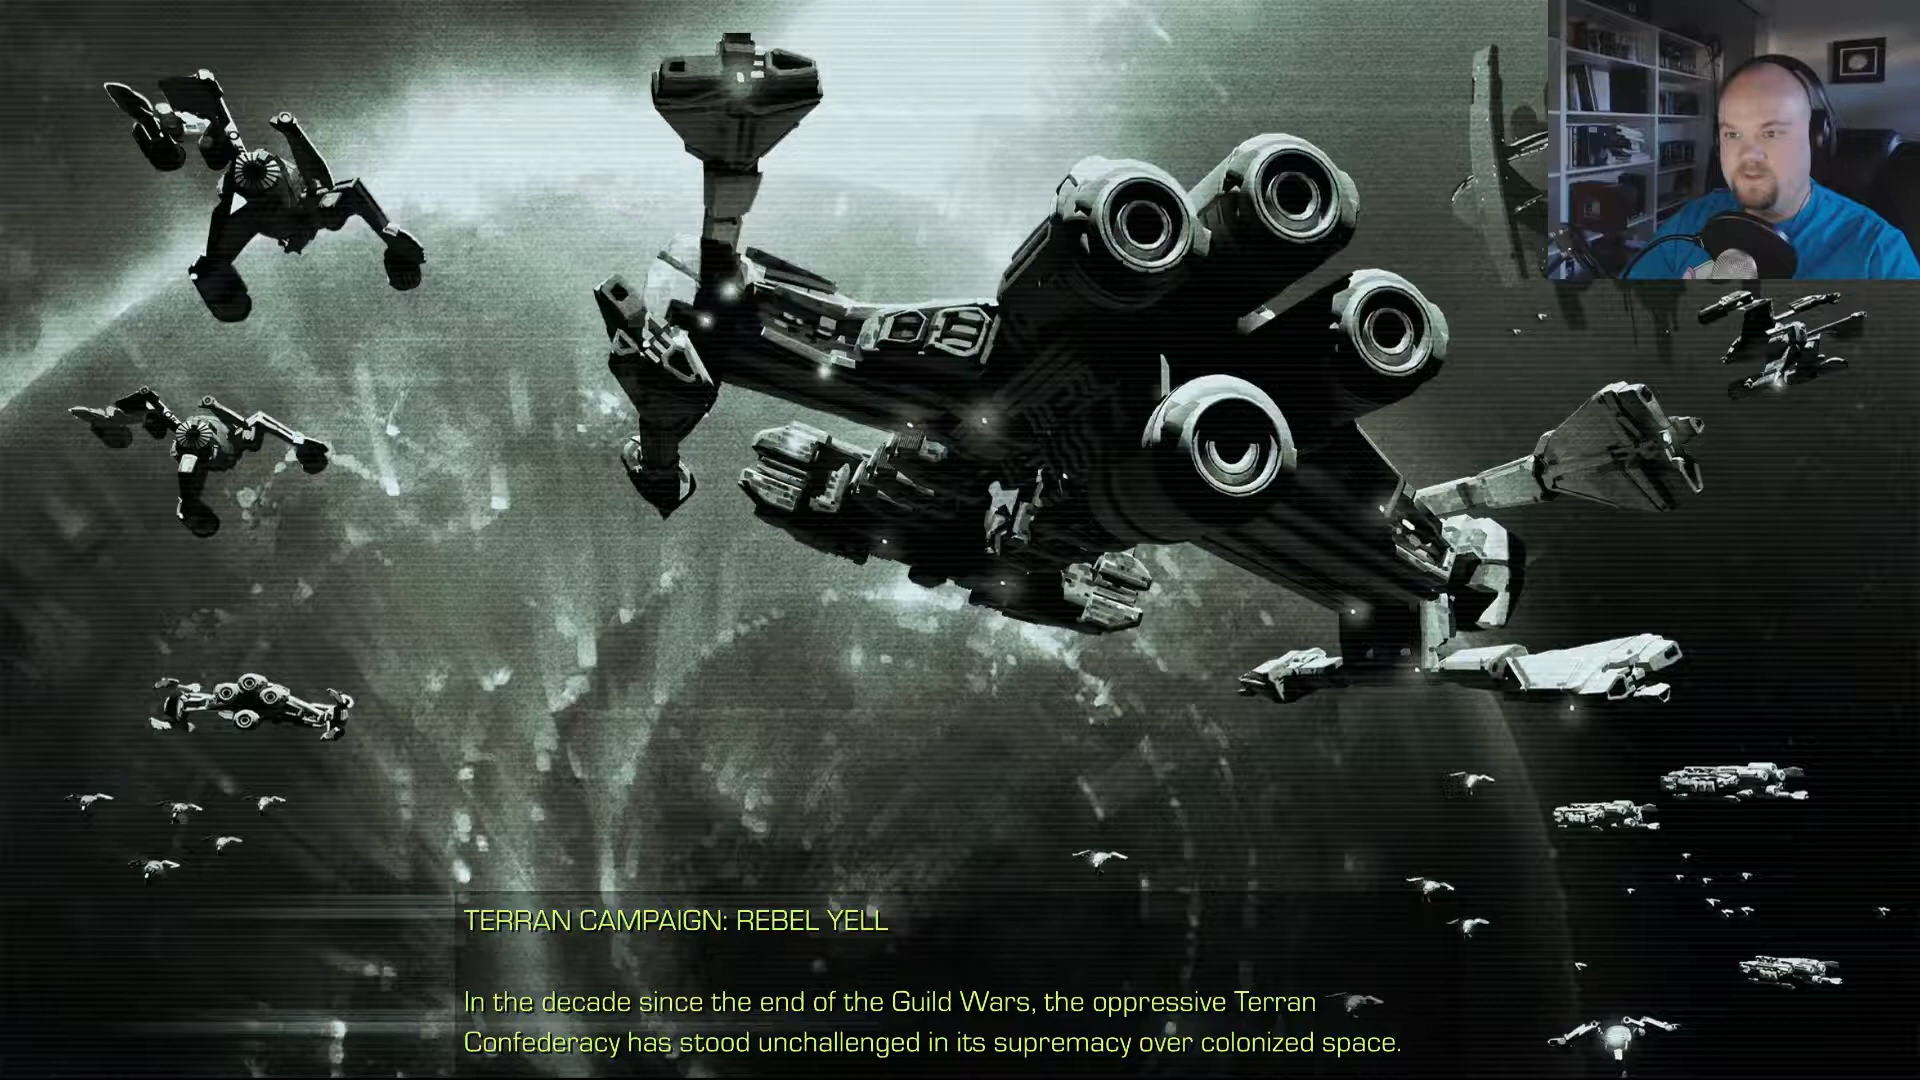 TERRAN CAMPAIGN: REBEL YELL
In the decade since the end of the Guild Wars, the oppressive Terran
Confederacy has stood unchallenged in its supremacy over colonized space.